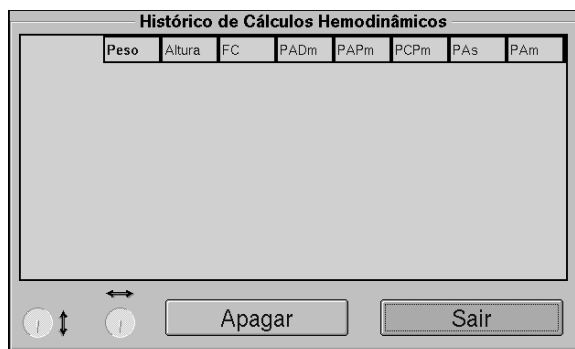 Histórico de Cálculos Hemodinâmicos
Peso Altura FC PADm PAPm PCPm PAs PAm
Apagar Sair